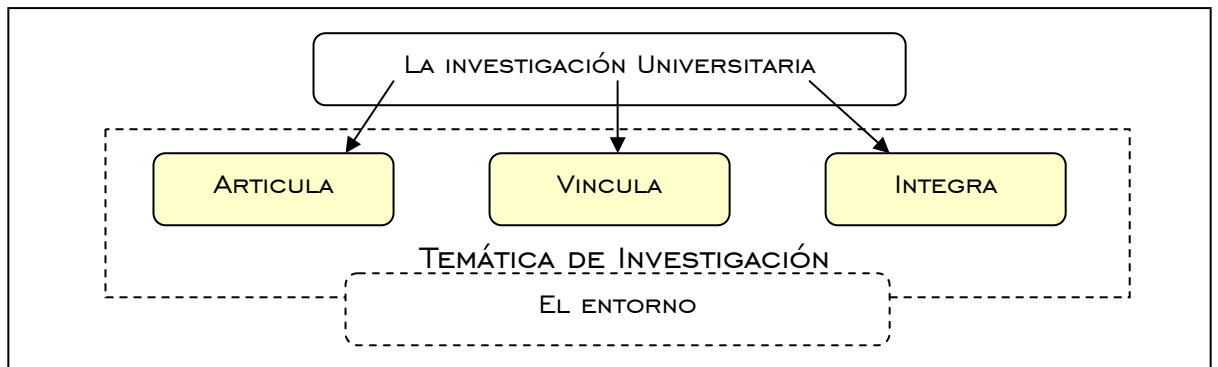 La investigación Universitaria
Articula
Vincula
Integra
Temática de Investigación
El entorno